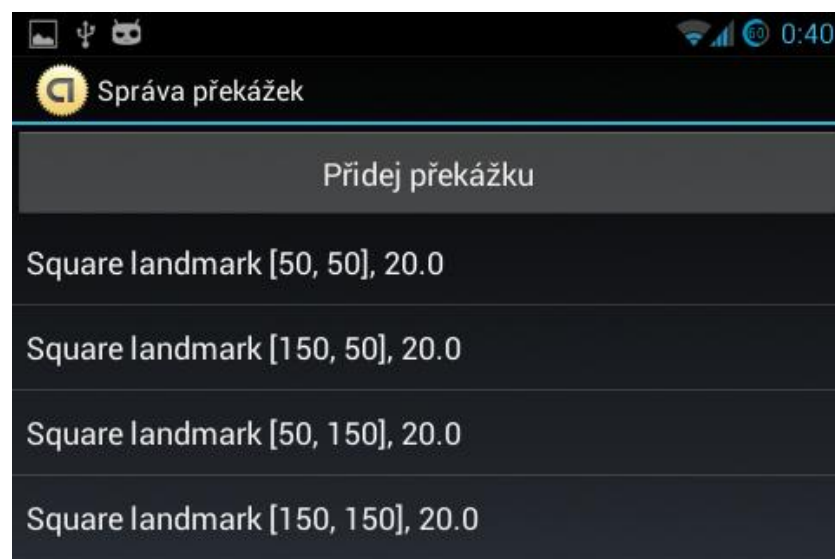 60 0:40
Správa překážek
Přidej překážku
Square landmark [50, 50], 20.0
Square landmark [150, 50], 20.0
Square landmark [50, 150], 20.0
Square landmark [150, 150], 20.0